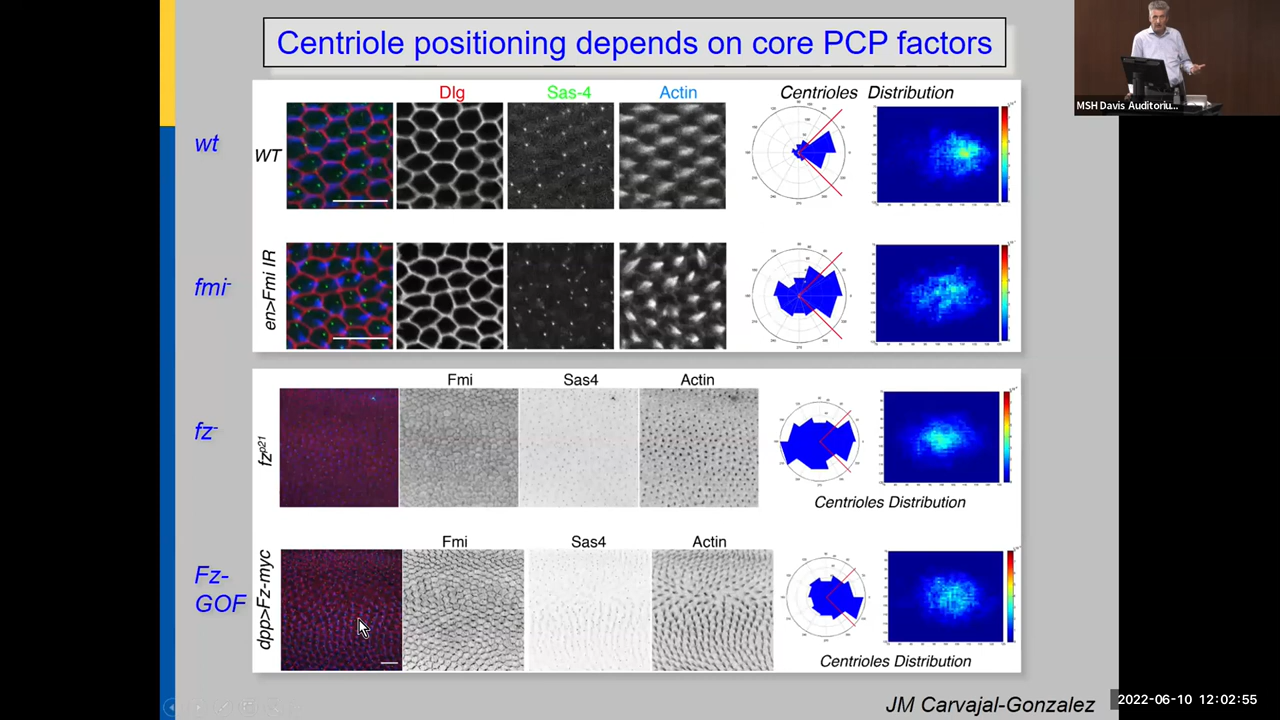 Centriole positioning depends on core PCP factors
MSH Davis Auditoriu...
Dlg
Sas-4
Actin
Centrioles Distribution
wt
WT
fmi-
en>Fmi IR
Fmi
Sas4
Actin
fz-
fzp21
Centrioles Distribution
Fmi
Sas4
Actin
Fz-
GOF
dpp>Fz-myc
Centrioles Distribution
JM Carvajal-Gonzalez
2022-06-10 12:02:55